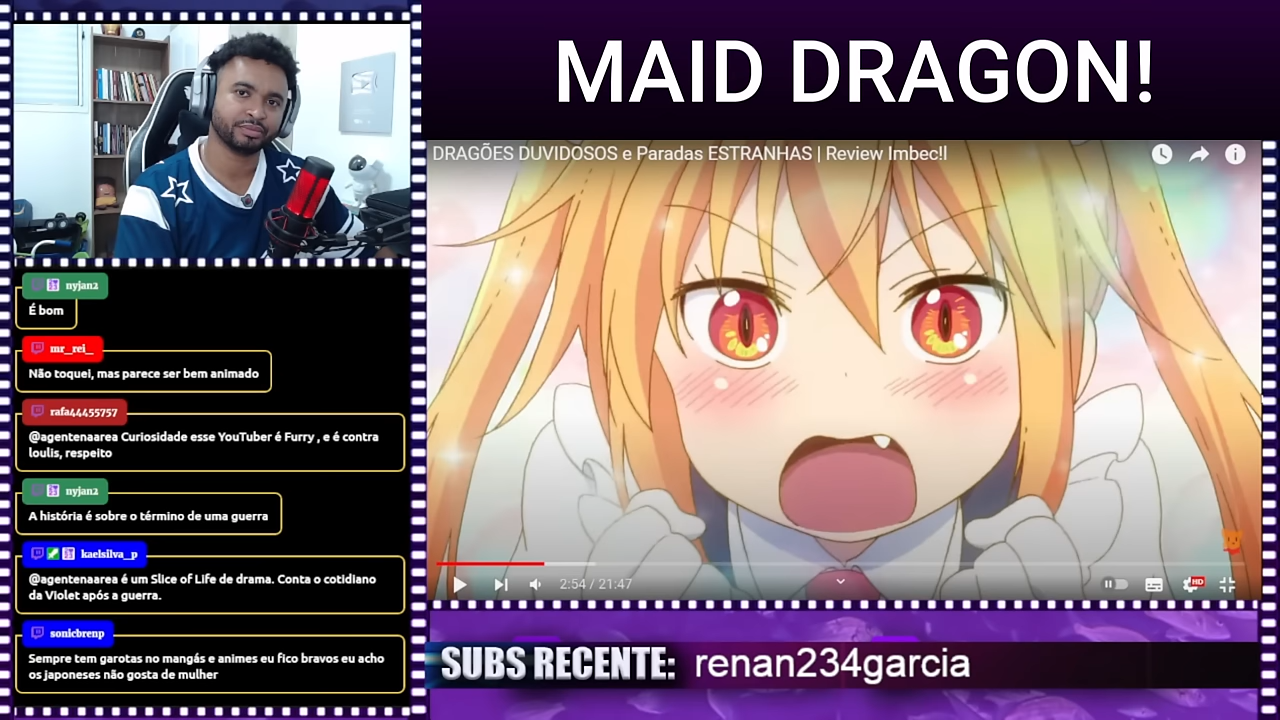 MAID DRAGON!
DRAGÕES DUVIDOSOS e Paradas ESTRANHAS | Review Imbec!l
nyjan2
É bom
mr_rei_
Não toquei, mas parece ser bem animado
rafa44455757
@agentenaarea Curiosidade esse YouTuber é Furry , e é contra
loulis, respeito
nyjan2
A história é sobre o término de uma guerra
kaelsilva_p
@agentenaarea é um Slice of Life de drama. Conta o cotidiano
da Violet após a guerra.
sonicbrenp
Sempre tem garotas no mangás e animes eu fico bravos eu acho
os japoneses não gosta de mulher
2:54 / 21:47
HD
SUBS RECENTE: renan234garcia